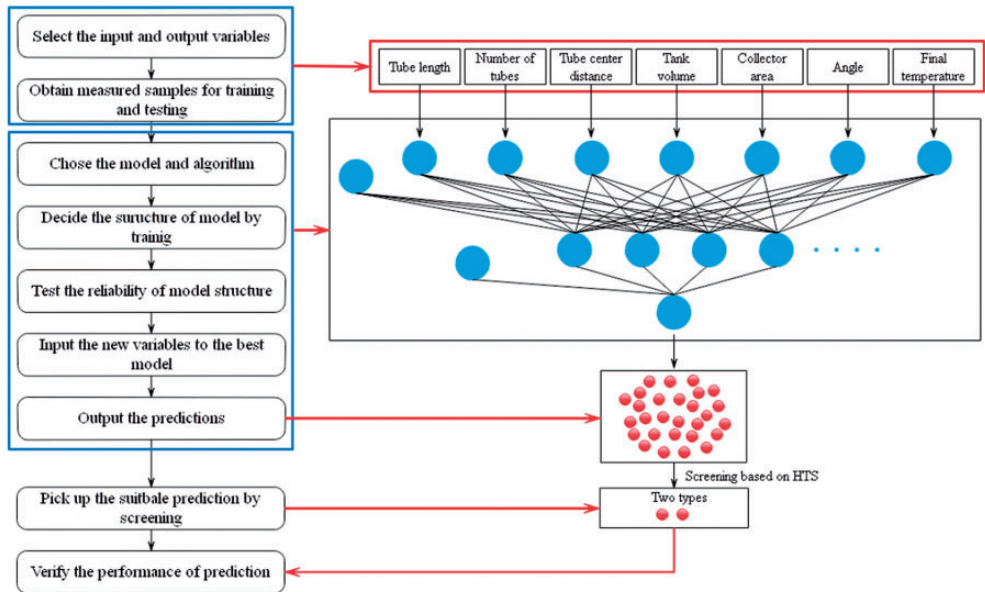 Select the input and output variables
Obtain measured samples for training
and testing
Chose the model and algorithm
Decide the suructure of model by
trainig
Test the reliability of model structure
Input the new variables to the best
model
Output the predictions
Pick up the suitbale prediction by
screening
Verify the performance of prediction
Tube length
Number of
tubes
Tube center
distance
Tank
volume
Collector
area
Angle
Final
temperature
Screening based on HTS
Two types